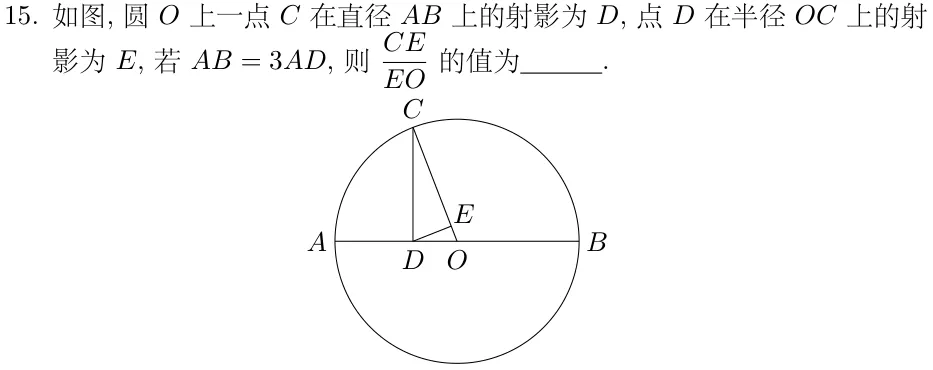 15. 如图, 圆 O 上一点 C 在直径 AB 上的射影为 D, 点 D 在半径 OC 上的射
影为 E, 若 AB = 3AD, 则 \frac{CE}{EO} 的值为______.
C
E
A
B
D O